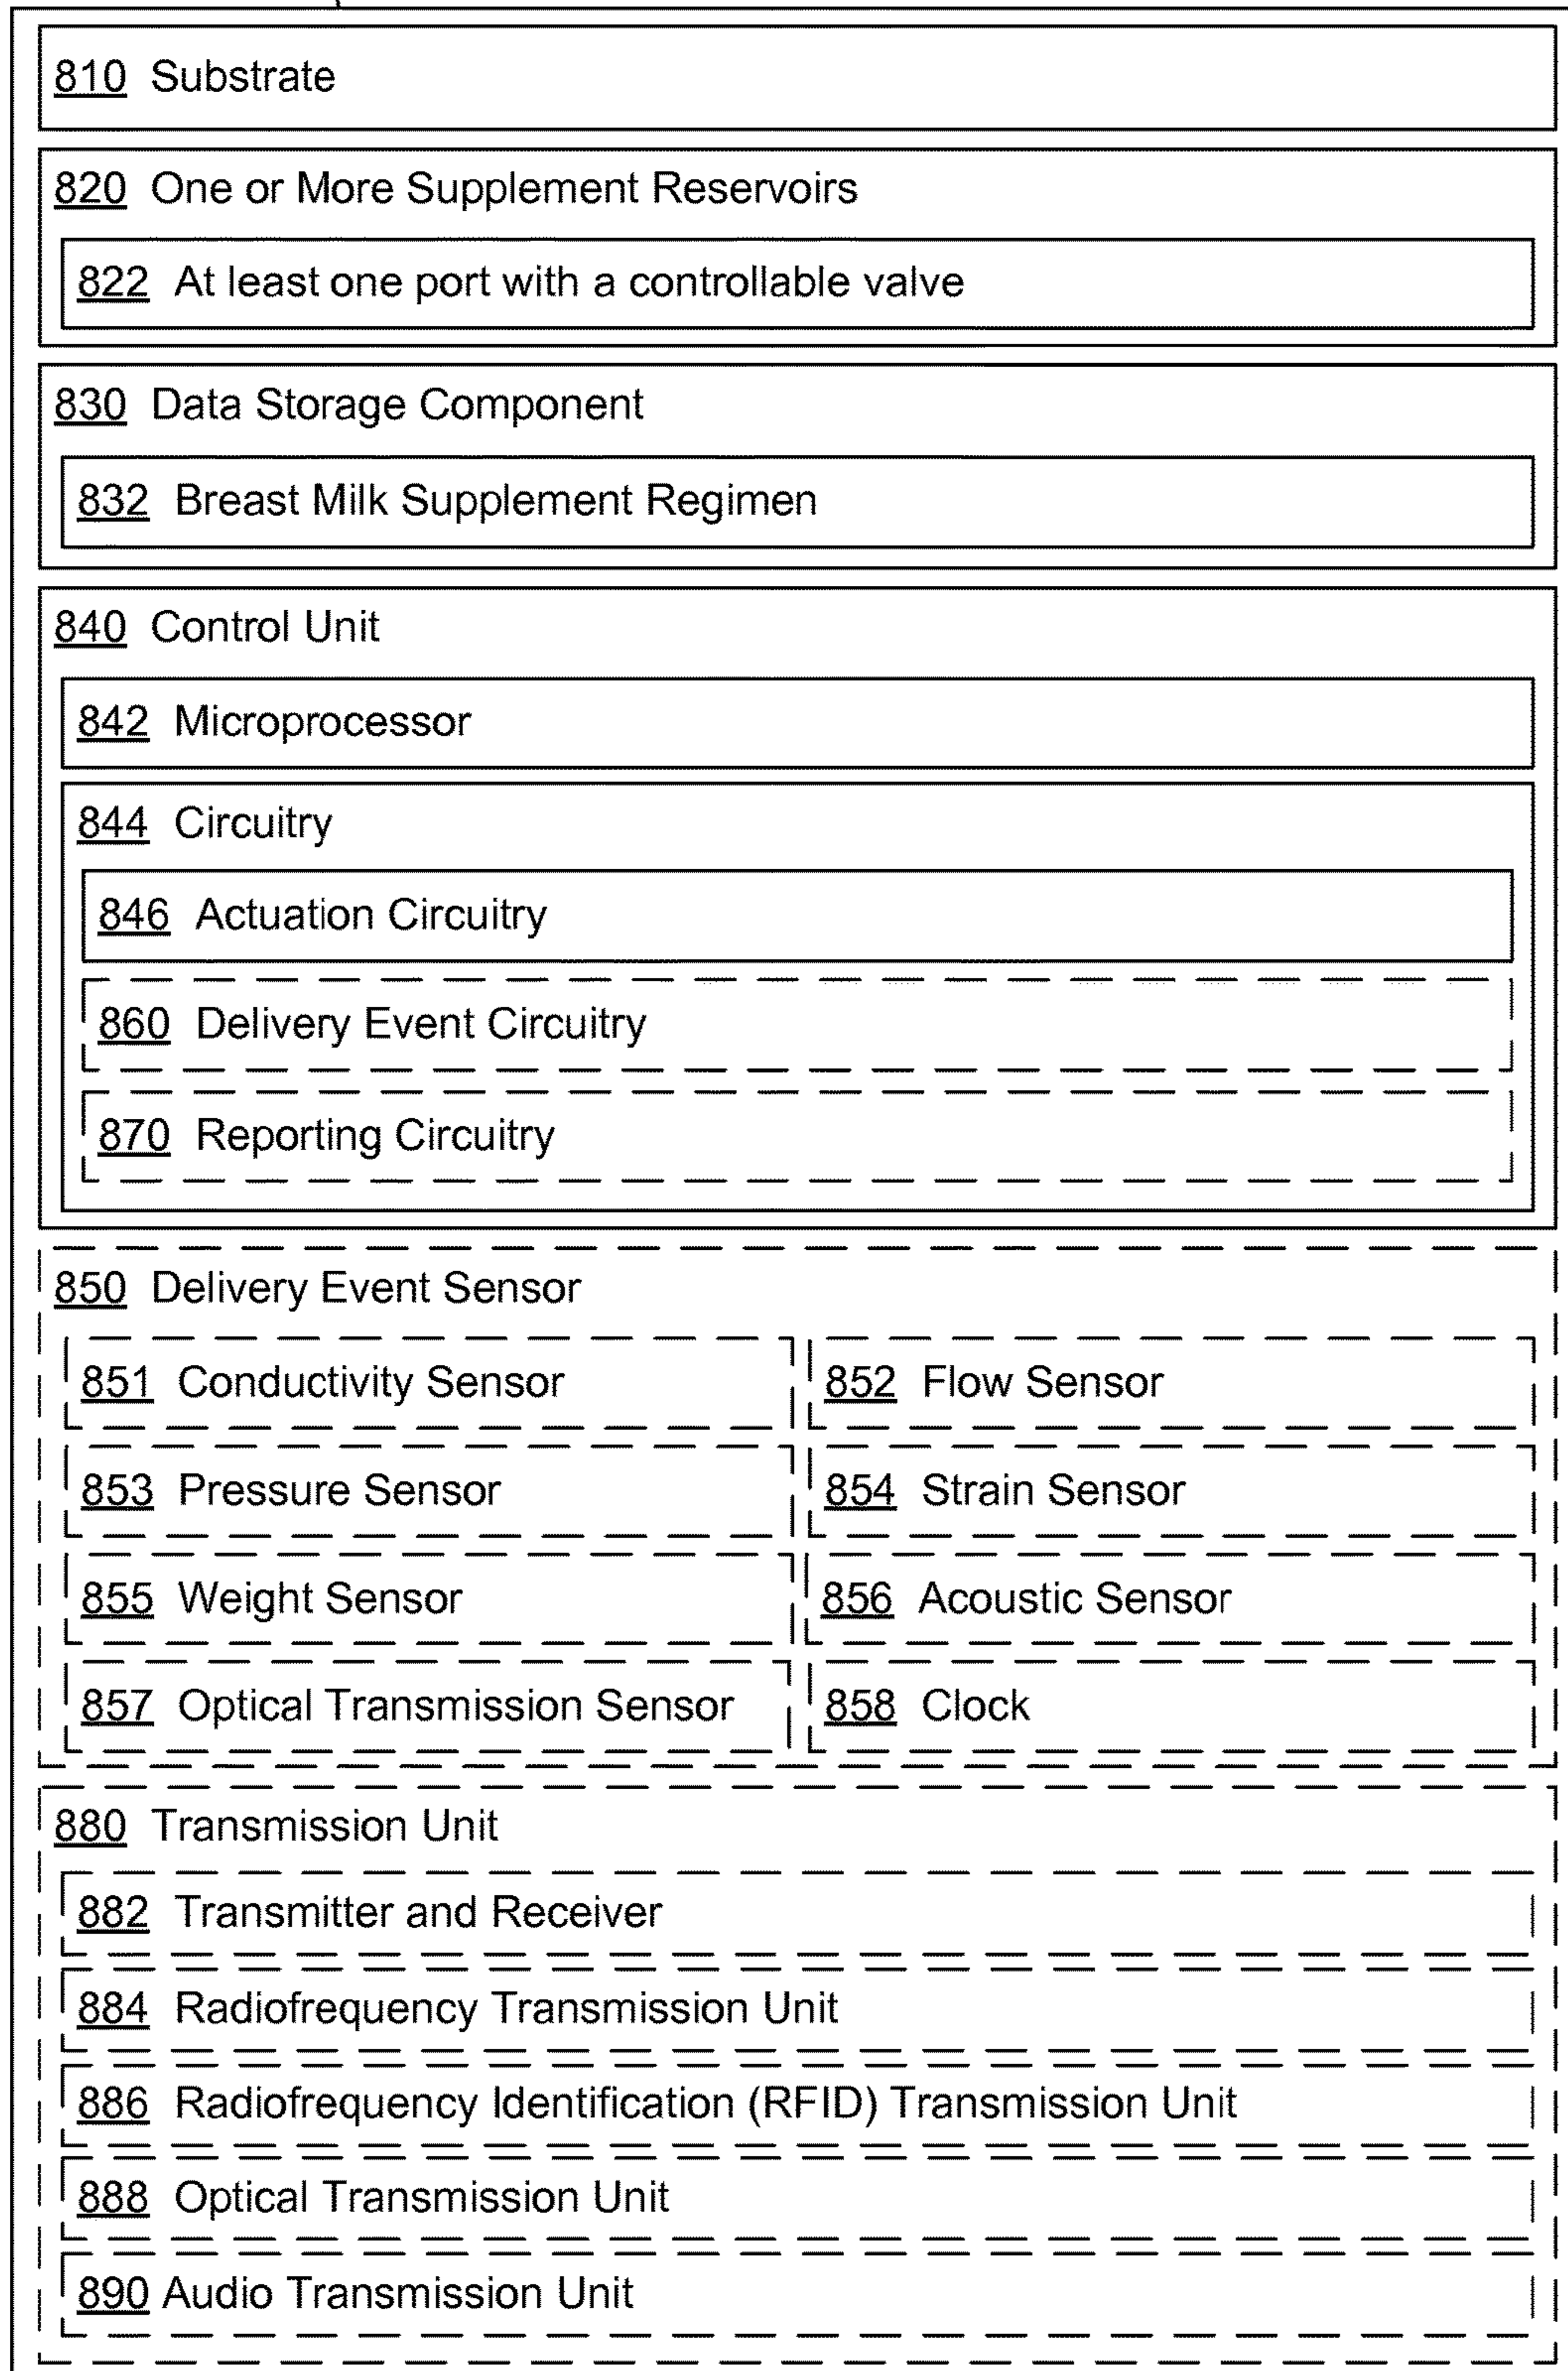 810 Substrate
820 One or More Supplement Reservoirs
822 At least one port with a controllable valve
830 Data Storage Component
832 Breast Milk Supplement Regimen
840 Control Unit
842 Microprocessor
844 Circuitry
846 Actuation Circuitry
860 Delivery Event Circuitry
870 Reporting Circuitry
850 Delivery Event Sensor
851 Conductivity Sensor
852 Flow Sensor
853 Pressure Sensor
854 Strain Sensor
855 Weight Sensor
856 Acoustic Sensor
857 Optical Transmission Sensor
858 Clock
880 Transmission Unit
882 Transmitter and Receiver
884 Radiofrequency Transmission Unit
886 Radiofrequency Identification (RFID) Transmission Unit
888 Optical Transmission Unit
890 Audio Transmission Unit